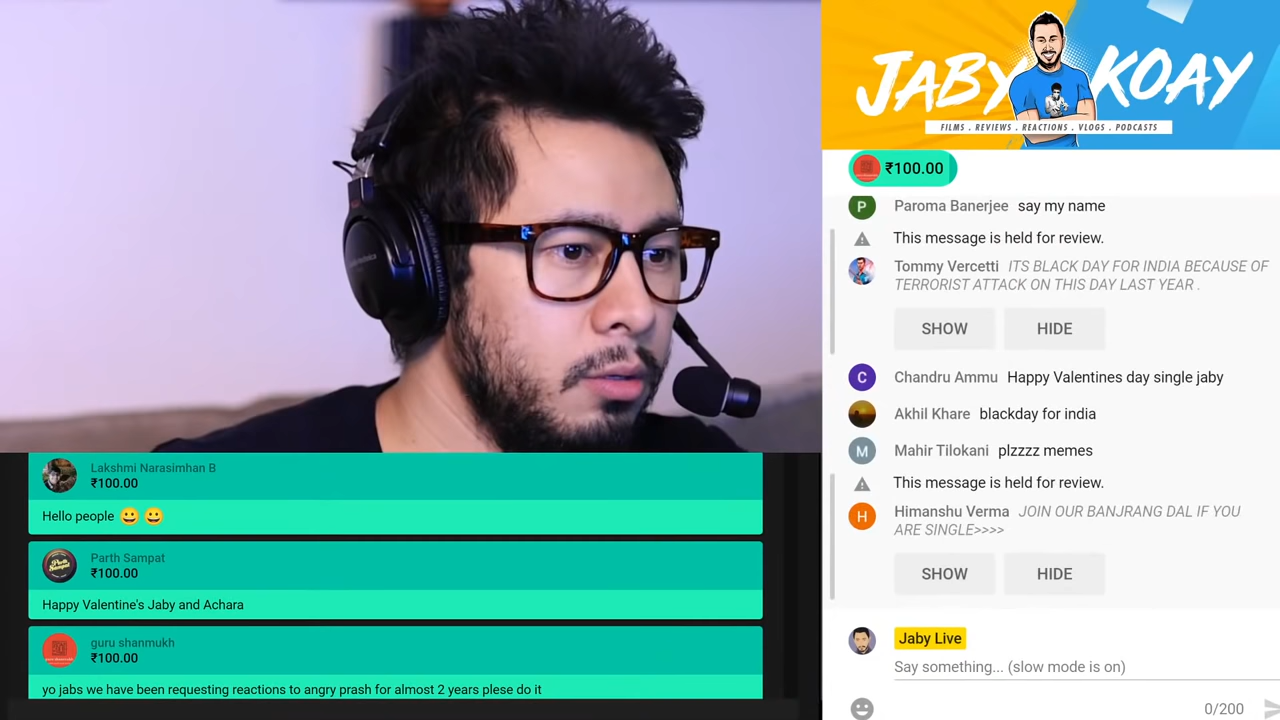 JABY KOAY
FILMS . REVIEWS . REACTIONS . VLOGS . PODCASTS
₹100.00
P Paroma Banerjee say my name
This message is held for review.
Tommy Vercetti ITS BLACK DAY FOR INDIA BECAUSE OF
TERRORIST ATTACK ON THIS DAY LAST YEAR .
SHOW HIDE
C Chandru Ammu Happy Valentines day single jaby
Akhil Khare blackday for india
M Mahir Tilokani plzzzz memes
This message is held for review.
H Himanshu Verma JOIN OUR BANJRANG DAL IF YOU
ARE SINGLE>>>>
SHOW HIDE
Jaby Live
Say something... (slow mode is on)
0/200
Lakshmi Narasimhan B
₹100.00
Hello people 😀 😀
Parth Sampat
₹100.00
Happy Valentine's Jaby and Achara
guru shanmukh
₹100.00
yo jabs we have been requesting reactions to angry prash for almost 2 years plese do it